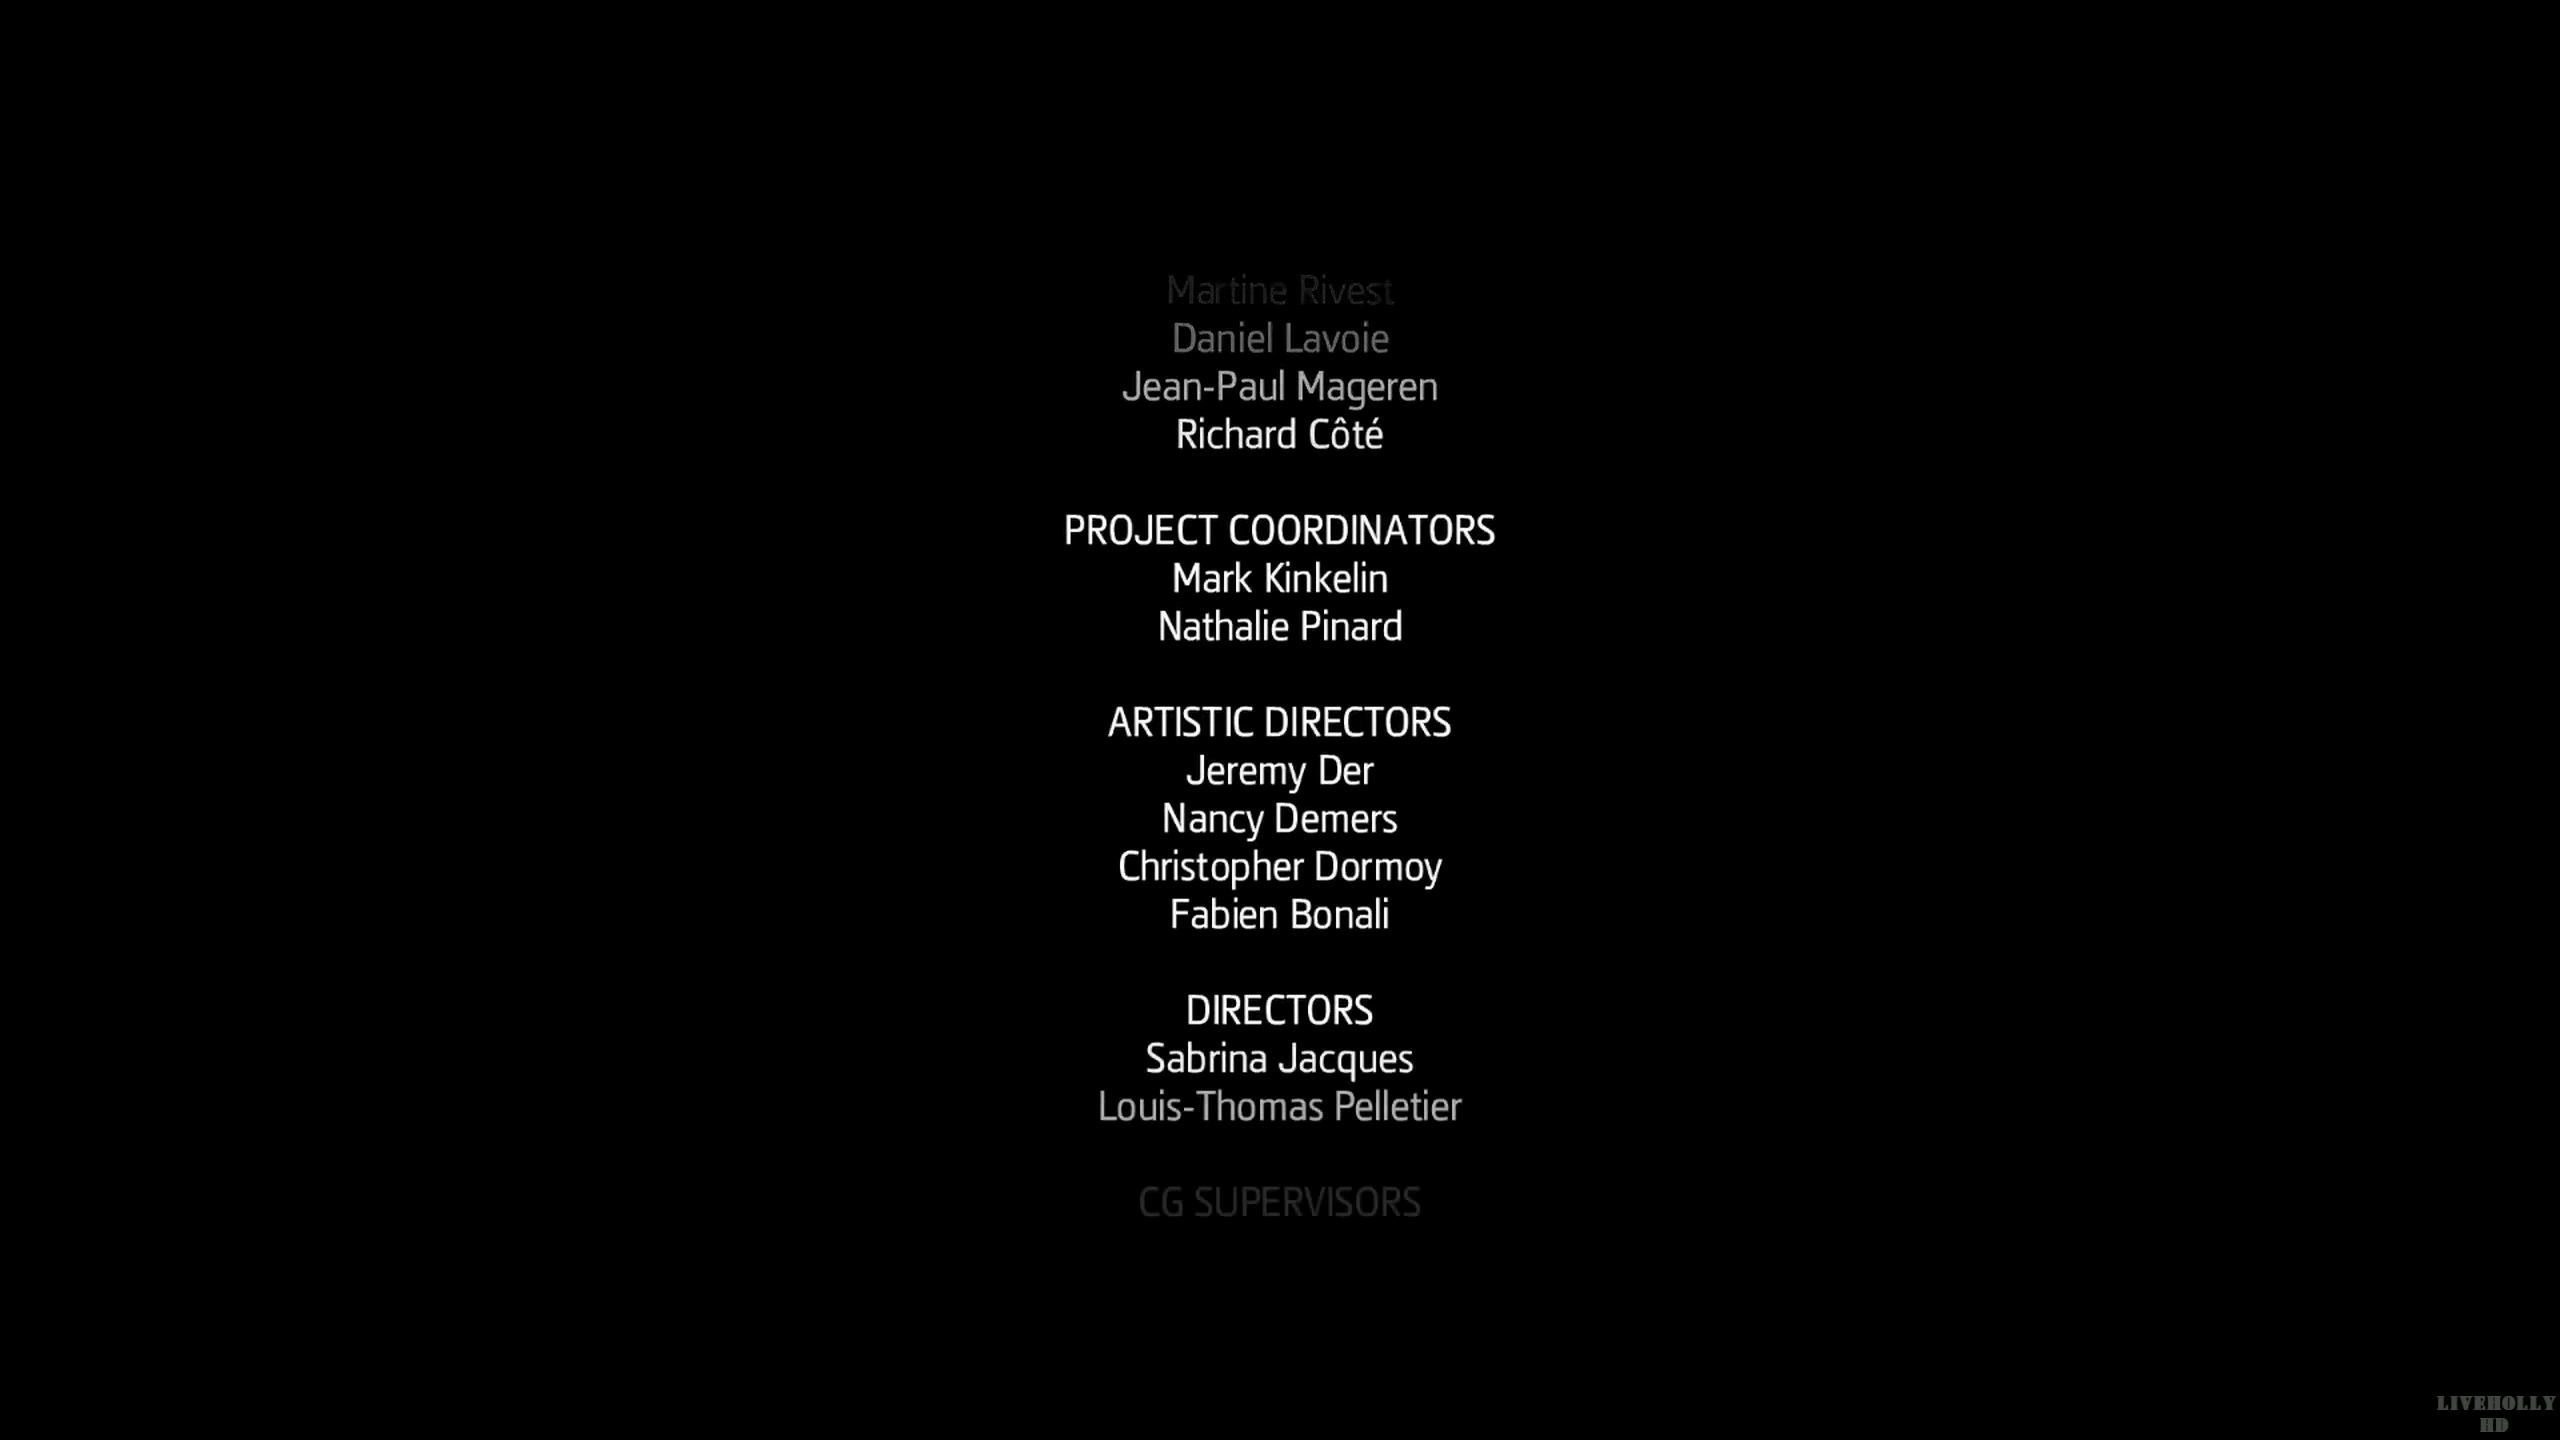 Martine Rivest
Daniel Lavoie
Jean-Paul Mageren
Richard Côté
PROJECT COORDINATORS
Mark Kinkelin
Nathalie Pinard
ARTISTIC DIRECTORS
Jeremy Der
Nancy Demers
Christopher Dormoy
Fabien Bonali
DIRECTORS
Sabrina Jacques
Louis-Thomas Pelletier
CG SUPERVISORS
LIVEHOLLY
HD